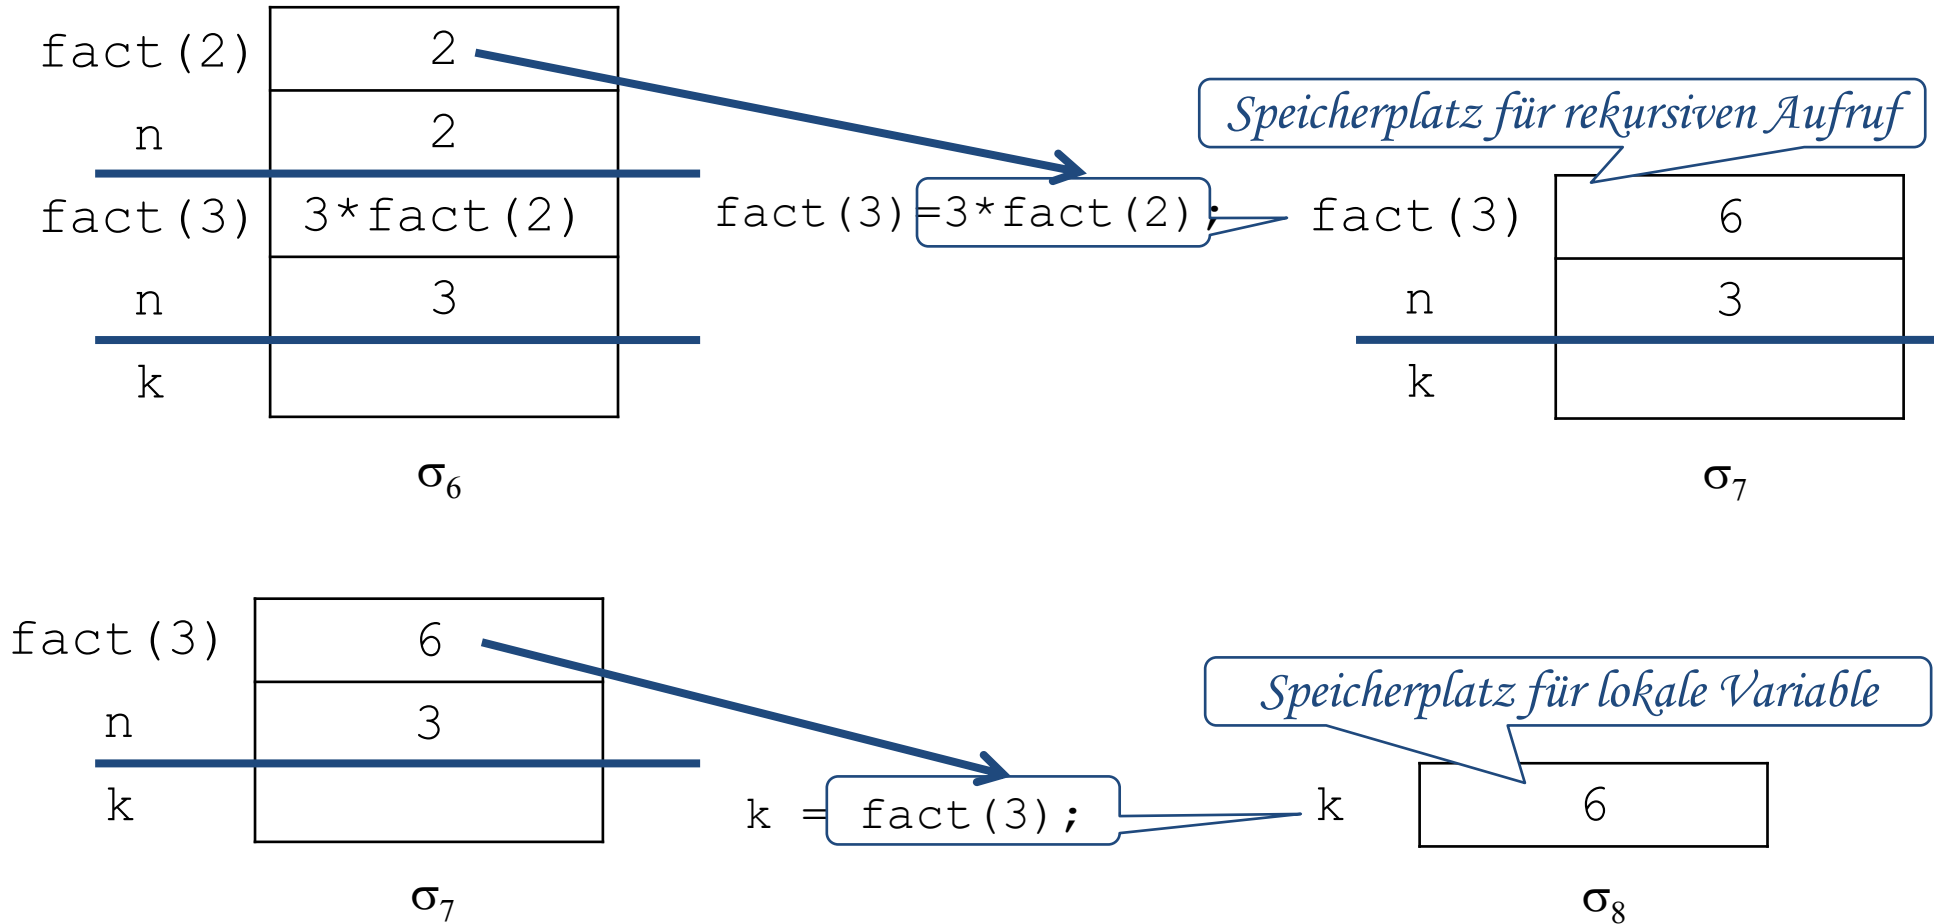 fact(2) 2
n 2
fact(3) 3*fact(2)
n 3
k
σ6
fact(3)=3*fact(2);
Speicherplatz für rekursiven Aufruf
fact(3) 6
n 3
k
σ7
fact(3) 6
n 3
k
σ7
k = fact(3);
Speicherplatz für lokale Variable
k 6
σ8